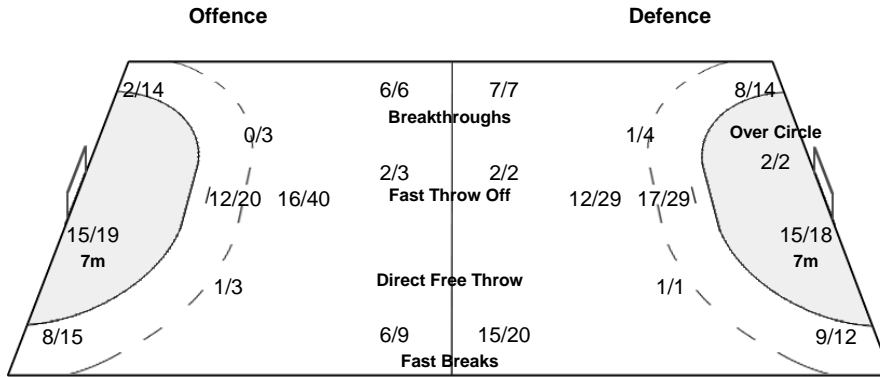 Offence Defence
2/14 6/6 7/7 8/14
Breakthroughs
0/3 1/4 Over Circle
2/3 2/2 2/2
12/20 16/40 Fast Throw Off 12/29 17/29
15/19 15/18
7m 7m
1/3 Direct Free Throw 1/1
8/15 6/9 15/20 9/12
Fast Breaks